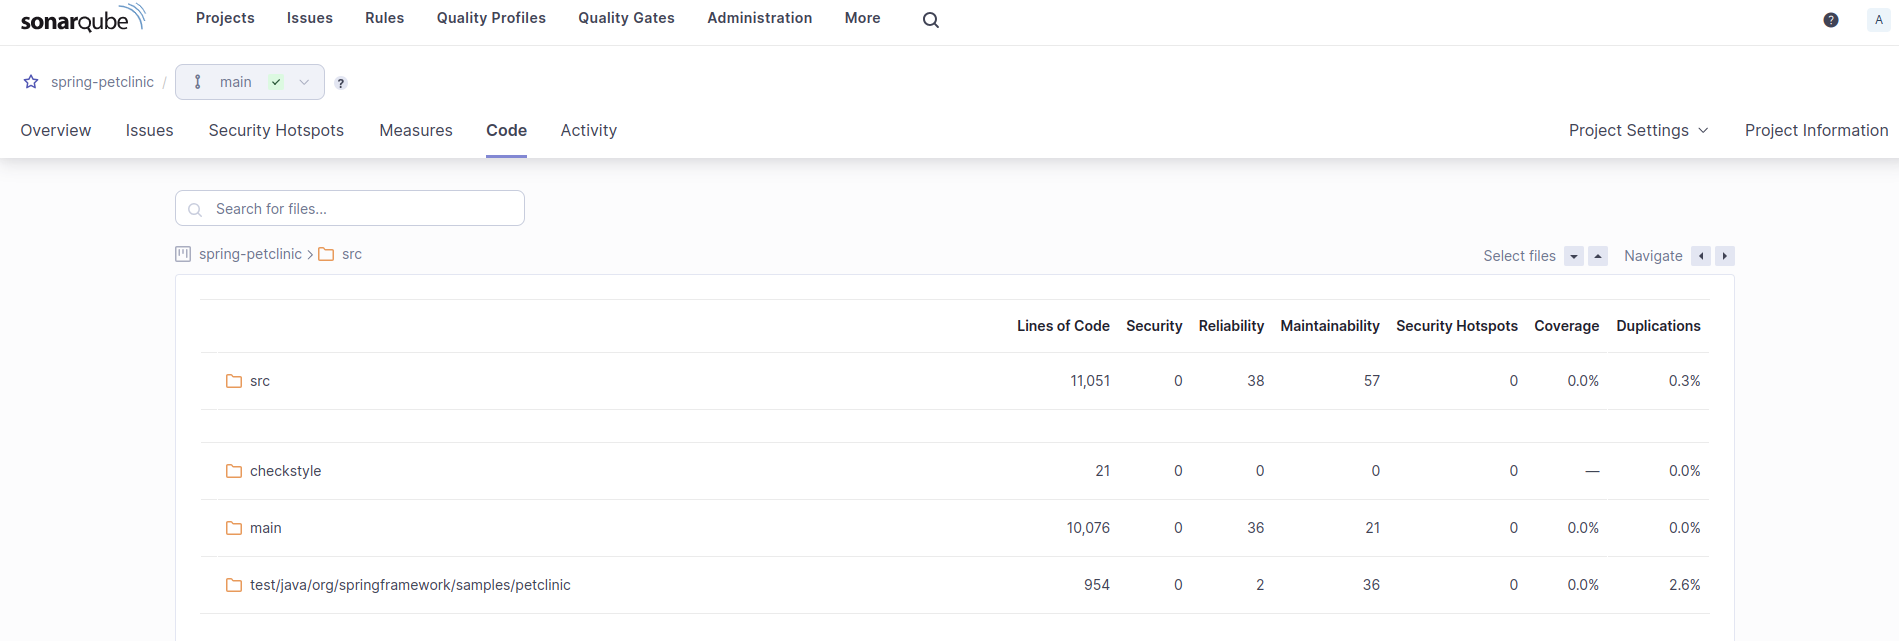 sonarqube Projects Issues Rules Quality Profiles Quality Gates Administration More ? A
spring-petclinic / main ?
Overview Issues Security Hotspots Measures Code Activity Project Settings Project Information
Search for files...
spring-petclinic > src Select files Navigate
Lines of Code Security Reliability Maintainability Security Hotspots Coverage Duplications
src 11,051 0 38 57 0 0.0% 0.3%
checkstyle 21 0 0 0 0 — 0.0%
main 10,076 0 36 21 0 0.0% 0.0%
test/java/org/springframework/samples/petclinic 954 0 2 36 0 0.0% 2.6%